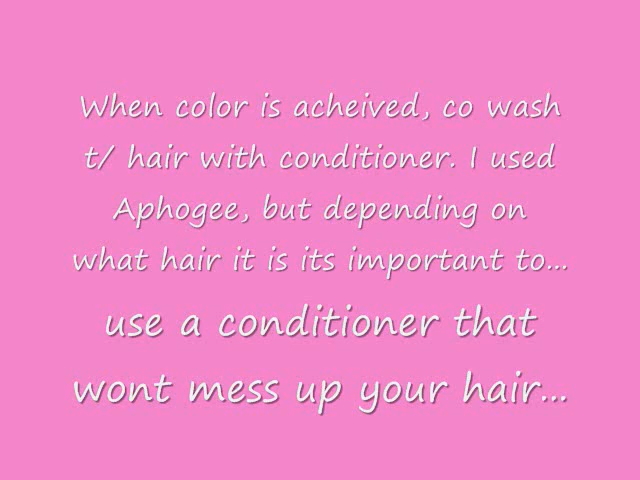 When color is acheived, co wash
t/ hair with conditioner. I used
Aphogee, but depending on
what hair it is its important to...
use a conditioner that
wont mess up your hair...